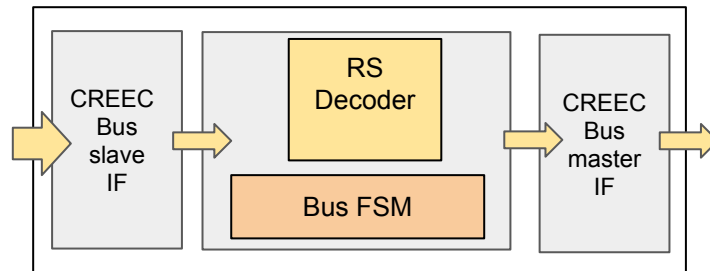 CREEC
Bus
slave
IF
RS
Decoder
Bus FSM
CREEC
Bus
master
IF